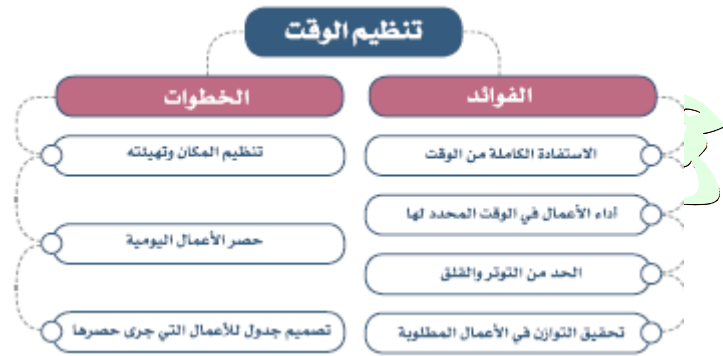 تنظيم الوقت
الفوائد
الاستفادة الكاملة من الوقت
أداء الأعمال في الوقت المحدد لها
الحد من التوتر والقلق
تحقيق التوازن في الأعمال المطلوبة
الخطوات
تنظيم المكان وتهيئته
حصر الأعمال اليومية
تصميم جدول للأعمال التي جرى حصرها